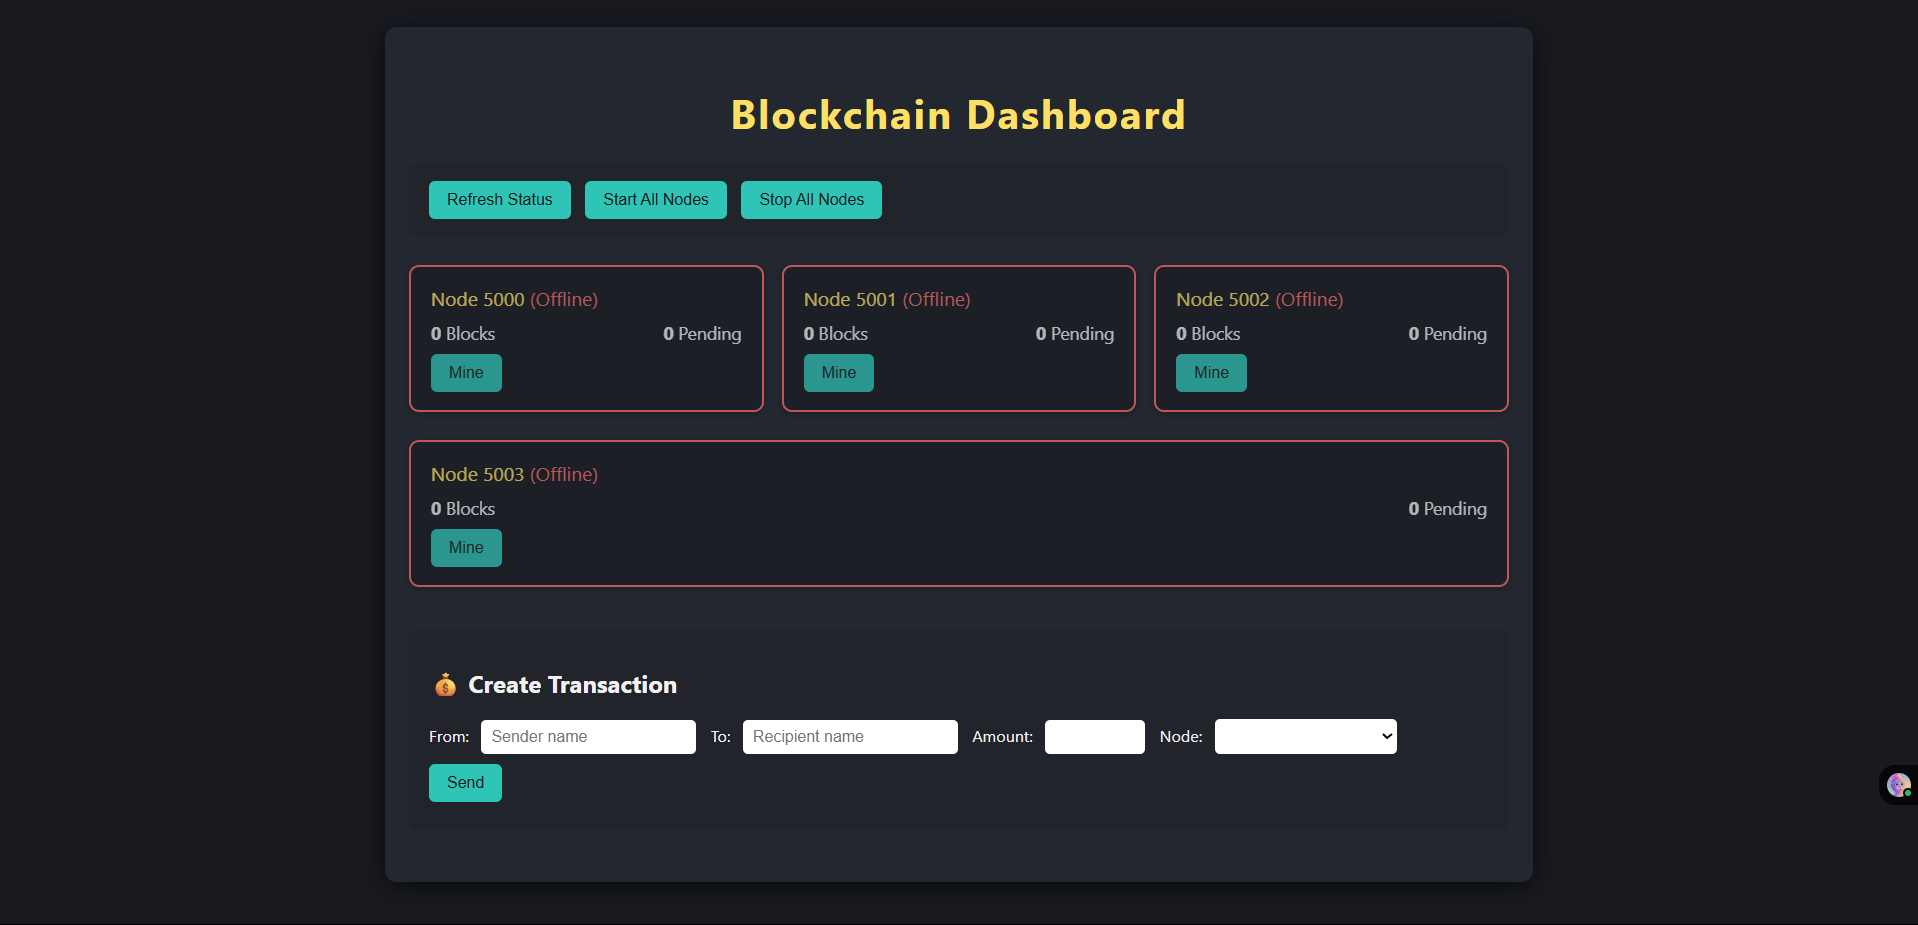 Blockchain Dashboard
Refresh Status Start All Nodes Stop All Nodes
Node 5000 (Offline)
0 Blocks 0 Pending
Mine
Node 5001 (Offline)
0 Blocks 0 Pending
Mine
Node 5002 (Offline)
0 Blocks 0 Pending
Mine
Node 5003 (Offline)
0 Blocks 0 Pending
Mine
💰 Create Transaction
From: Sender name To: Recipient name Amount: Node:
Send